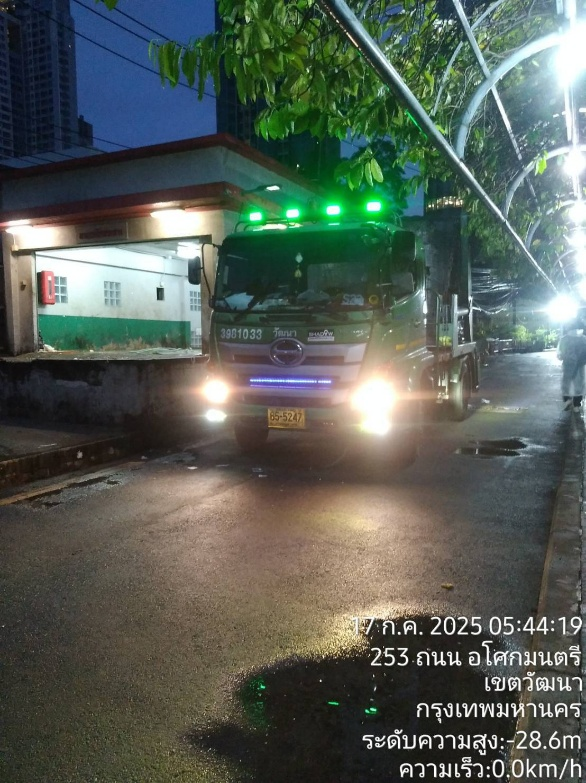 3981033 วัฒนา SHADOW
85-5247
17 ก.ค. 2025 05:44:19
253 ถนน อโศกมนตรี
เขตวัฒนา
กรุงเทพมหานคร
ระดับความสูง:-28.6m
ความเร็ว:0.0km/h